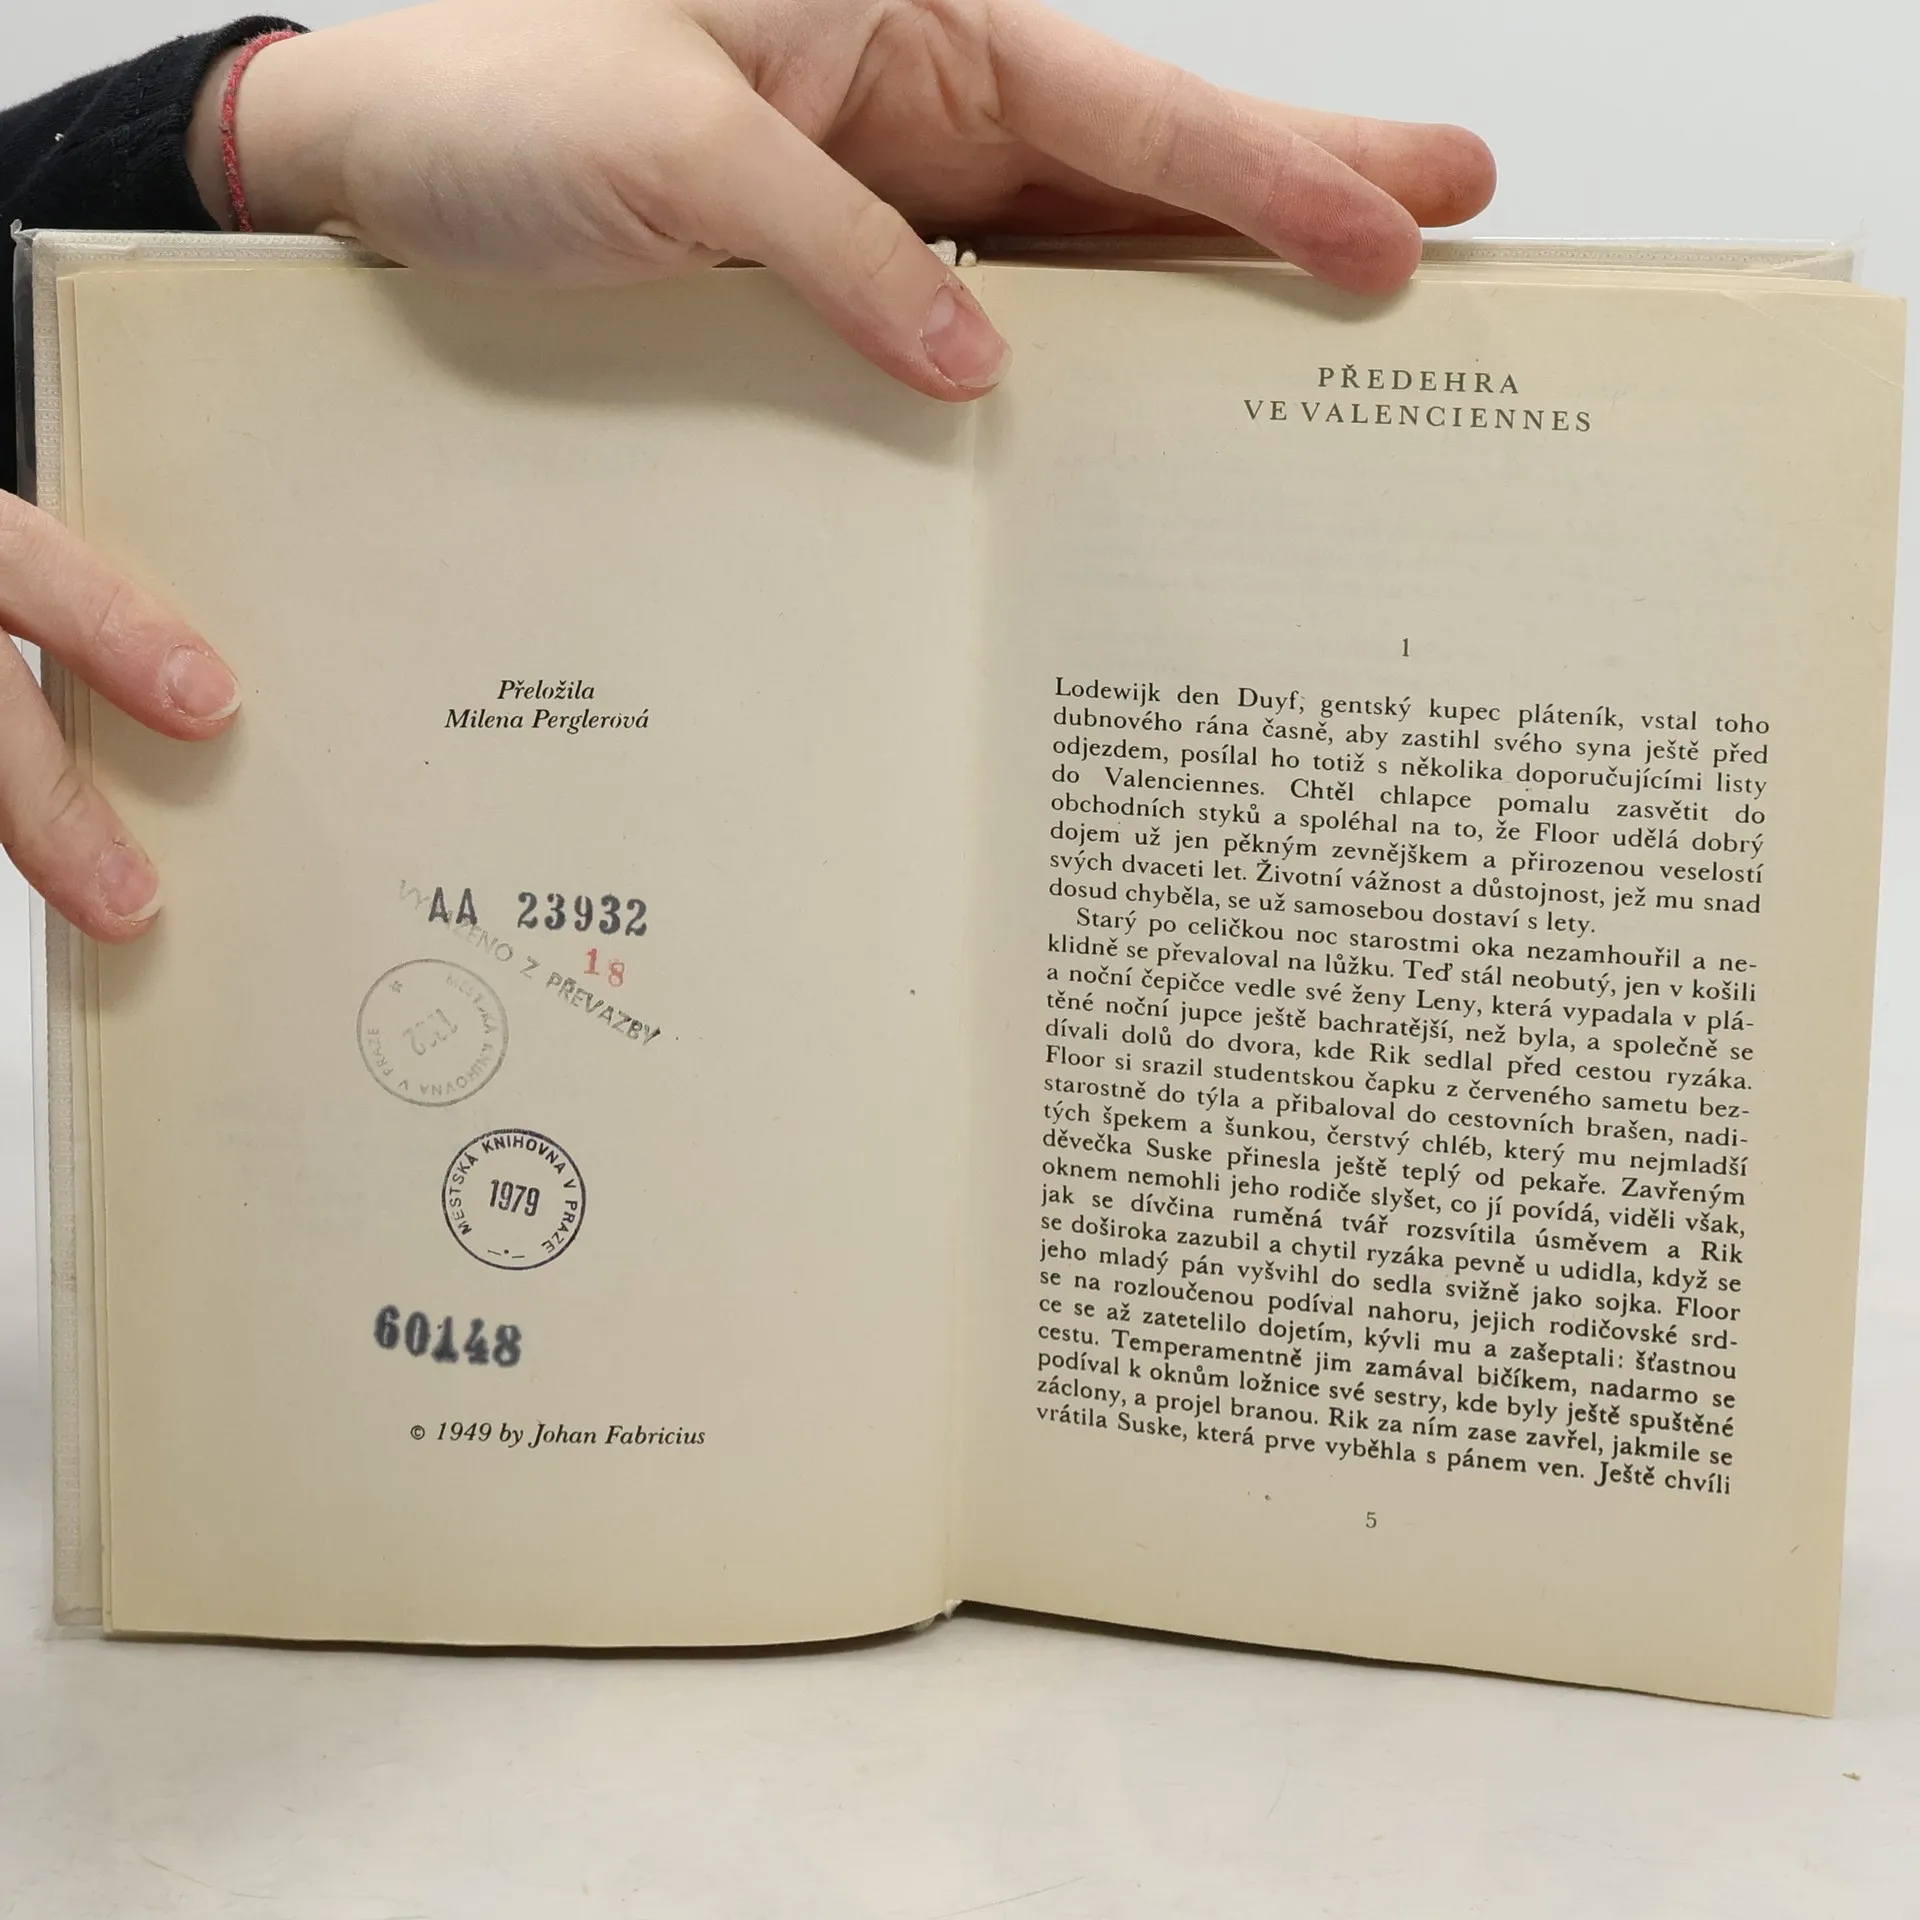 Přeložila
Milena Perglerová
AA 23932
18
Z PŘEVAZBY
MĚSTSKÁ KNIHOVNA V PRAZE
MĚSTSKÁ KNIHOVNA V PRAZE
1979
60148
© 1949 by Johan Fabricius
PŘEDEHRA
VE VALENCIENNES
1
Lodewijk den Duyf, gentský kupec pláteník, vstal toho
dubnového rána časně, aby zastihl svého syna ještě před
odjezdem, posílal ho totiž s několika doporučujícími listy
do Valenciennes. Chtěl chlapce pomalu zasvětit do
obchodních styků a spoléhal na to, že Floor udělá dobrý
dojem už jen pěkným zevnějškem a přirozenou veselostí
svých dvaceti let. Životní vážnost a důstojnost, jež mu snad
dosud chyběla, se už samosebou dostaví s lety.
Starý po celičkou noc starostmi oka nezamhouřil a ne-
klidně se převaloval na lůžku. Teď stál neobutý, jen v košili
a noční čepičce vedle své ženy Leny, která vypadala v plá-
těné noční jupce ještě bachratější, než byla, a společně se
dívali dolů do dvora, kde Rik sedlal před cestou ryzáka.
Floor si srazil studentskou čapku z červeného sametu bez-
starostně do týla a přibaloval do cestovních brašen, nadi-
tých špekem a šunkou, čerstvý chléb, který mu nejmladší
děvečka Suske přinesla ještě teplý od pekaře. Zavřeným
oknem nemohli jeho rodiče slyšet, co jí povídá, viděli však,
jak se dívčina ruměná tvář rozsvítila úsměvem a Rik
se doširoka zazubil a chytil ryzáka pevně u udidla, když se
jeho mladý pán vyšvihl do sedla svižně jako sojka. Floor
se na rozloučenou podíval nahoru, jejich rodičovské srd-
ce se až zatetelilo dojetím, kývli mu a zašeptali: šťastnou
cestu. Temperamentně jim zamával bičíkem, nadarmo se
podíval k oknům ložnice své sestry, kde byly ještě spuštěné
záclony, a projel branou. Rik za ním zase zavřel, jakmile se
vrátila Suske, která prve vyběhla s pánem ven. Ještě chvíli
5